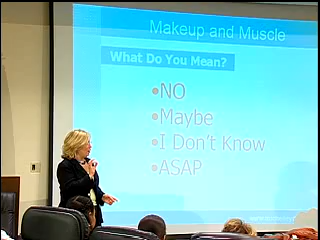 Makeup and Muscle
What Do You Mean?
•NO
•Maybe
•I Don't Know
•ASAP